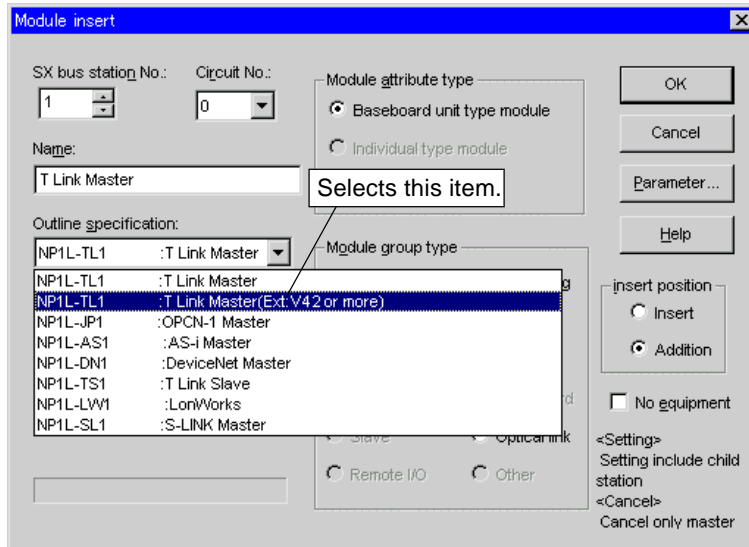 Module insert
SX bus station No.:
Circuit No.:
1
0
Name:
T Link Master
Outline specification:
NP1L-TL1 :T Link Master
NP1L-TL1 :T Link Master
NP1L-TL1 :T Link Master(Ext:V42 or more)
NP1L-JP1 :OPCN-1 Master
NP1L-AS1 :AS-i Master
NP1L-DN1 :DeviceNet Master
NP1L-TS1 :T Link Slave
NP1L-LW1 :LonWorks
NP1L-SL1 :S-LINK Master
Selects this item.
Module attribute type
Baseboard unit type module
Individual type module
Module group type
Slave
Optical link
Remote I/O
Other
OK
Cancel
Parameter...
Help
insert position
Insert
Addition
No equipment
<Setting>
Setting include child
station
<Cancel>
Cancel only master